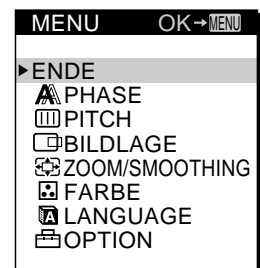 MENU OK→MENU
▶ENDE
PHASE
PITCH
BILDLAGE
ZOOM/SMOOTHING
FARBE
LANGUAGE
OPTION